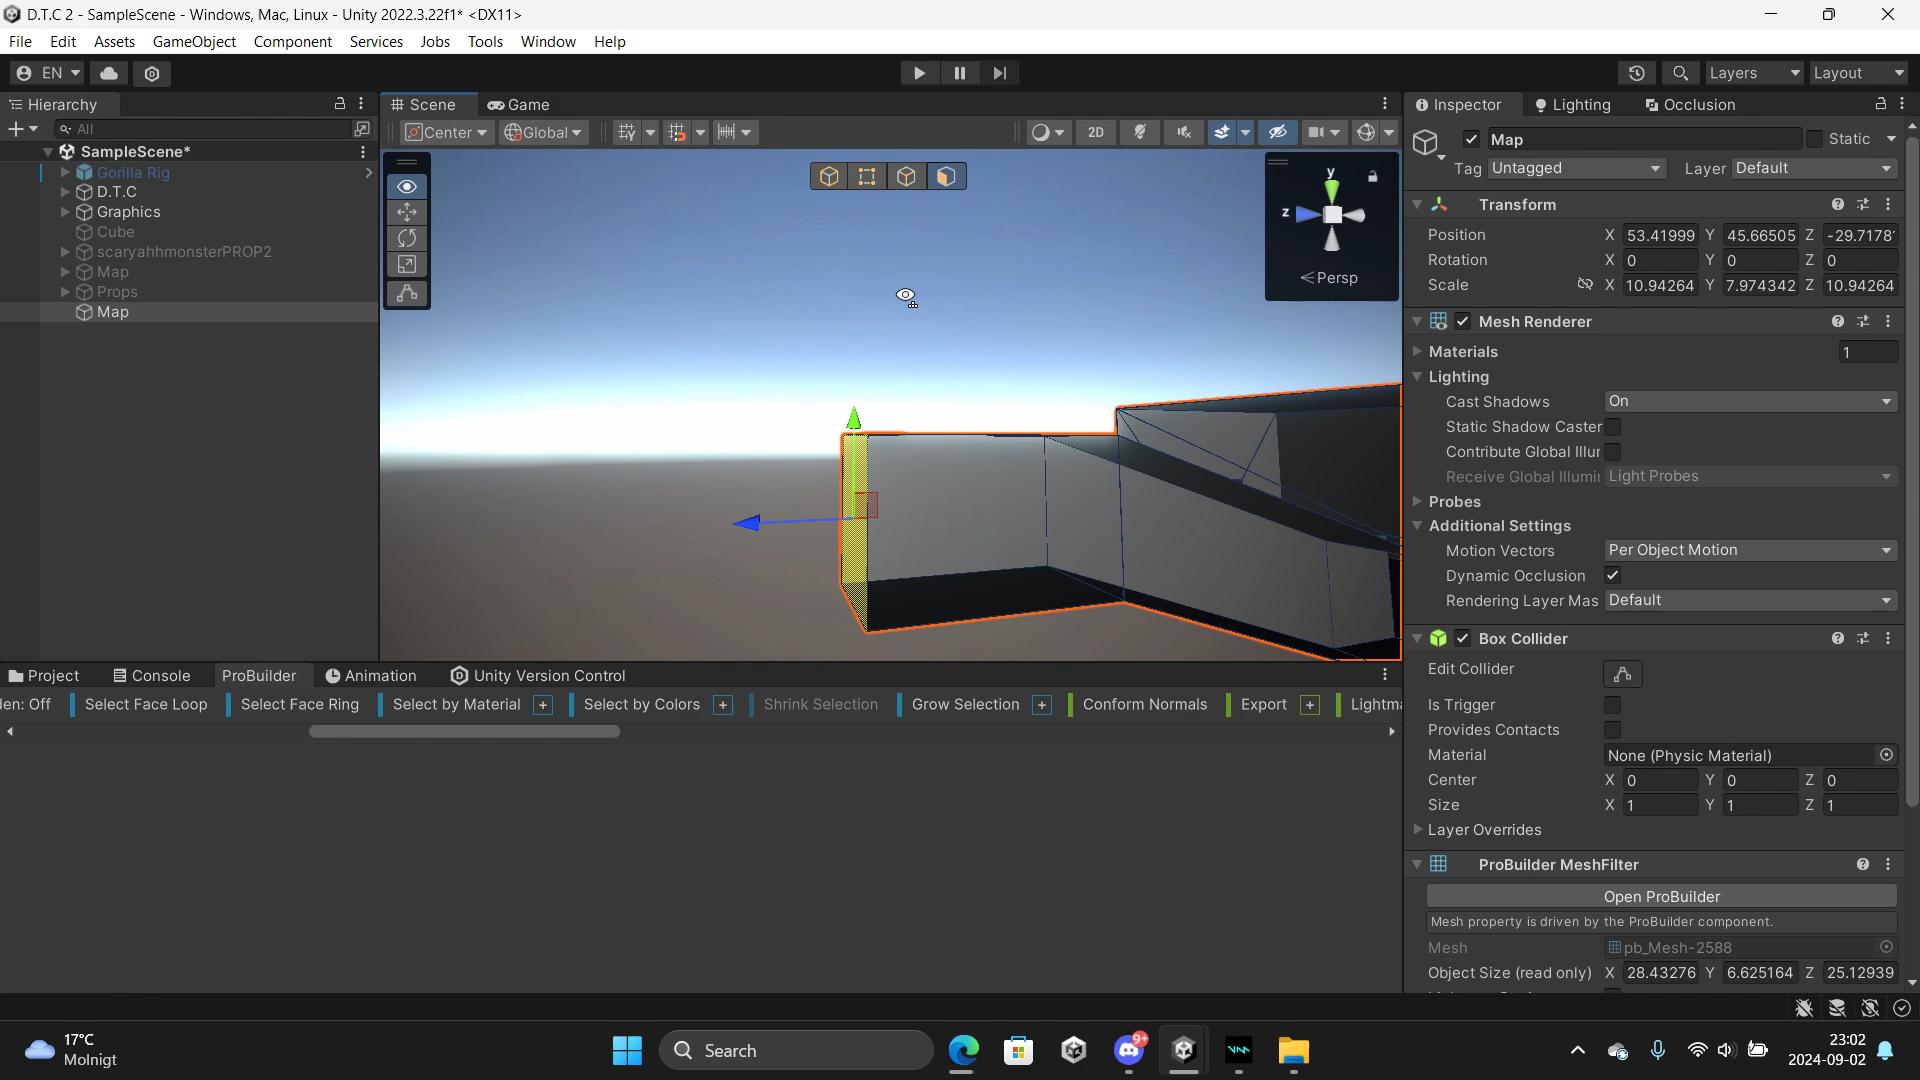 D.T.C 2 - SampleScene - Windows, Mac, Linux - Unity 2022.3.22f1* <DX11>
File Edit Assets GameObject Component Services Jobs Tools Window Help
EN
Layers
Layout
Hierarchy
Scene
Game
Inspector
Lighting
Occlusion
All
Center
Global
2D
Map
Static
SampleScene*
Gorilla Rig
D.T.C
Graphics
Cube
scaryahhmonsterPROP2
Map
Props
Map
y
z
Persp
Tag Untagged
Layer Default
Transform
Position X 53.41999 Y 45.66505 Z -29.7178
Rotation X 0 Y 0 Z 0
Scale X 10.94264 Y 7.974342 Z 10.94264
Mesh Renderer
Materials 1
Lighting
Cast Shadows On
Static Shadow Caster
Contribute Global Illur
Receive Global Illumi Light Probes
Probes
Additional Settings
Motion Vectors Per Object Motion
Dynamic Occlusion
Rendering Layer Mas Default
Box Collider
Edit Collider
Is Trigger
Provides Contacts
Material None (Physic Material)
Center X 0 Y 0 Z 0
Size X 1 Y 1 Z 1
Layer Overrides
ProBuilder MeshFilter
Open ProBuilder
Mesh property is driven by the ProBuilder component.
Mesh pb_Mesh-2588
Object Size (read only) X 28.43276 Y 6.625164 Z 25.12939
Project
Console
ProBuilder
Animation
Unity Version Control
en: Off
Select Face Loop
Select Face Ring
Select by Material +
Select by Colors +
Shrink Selection
Grow Selection +
Conform Normals
Export +
Lightma
17°C
Molnigt
Search
9+
23:02
2024-09-02